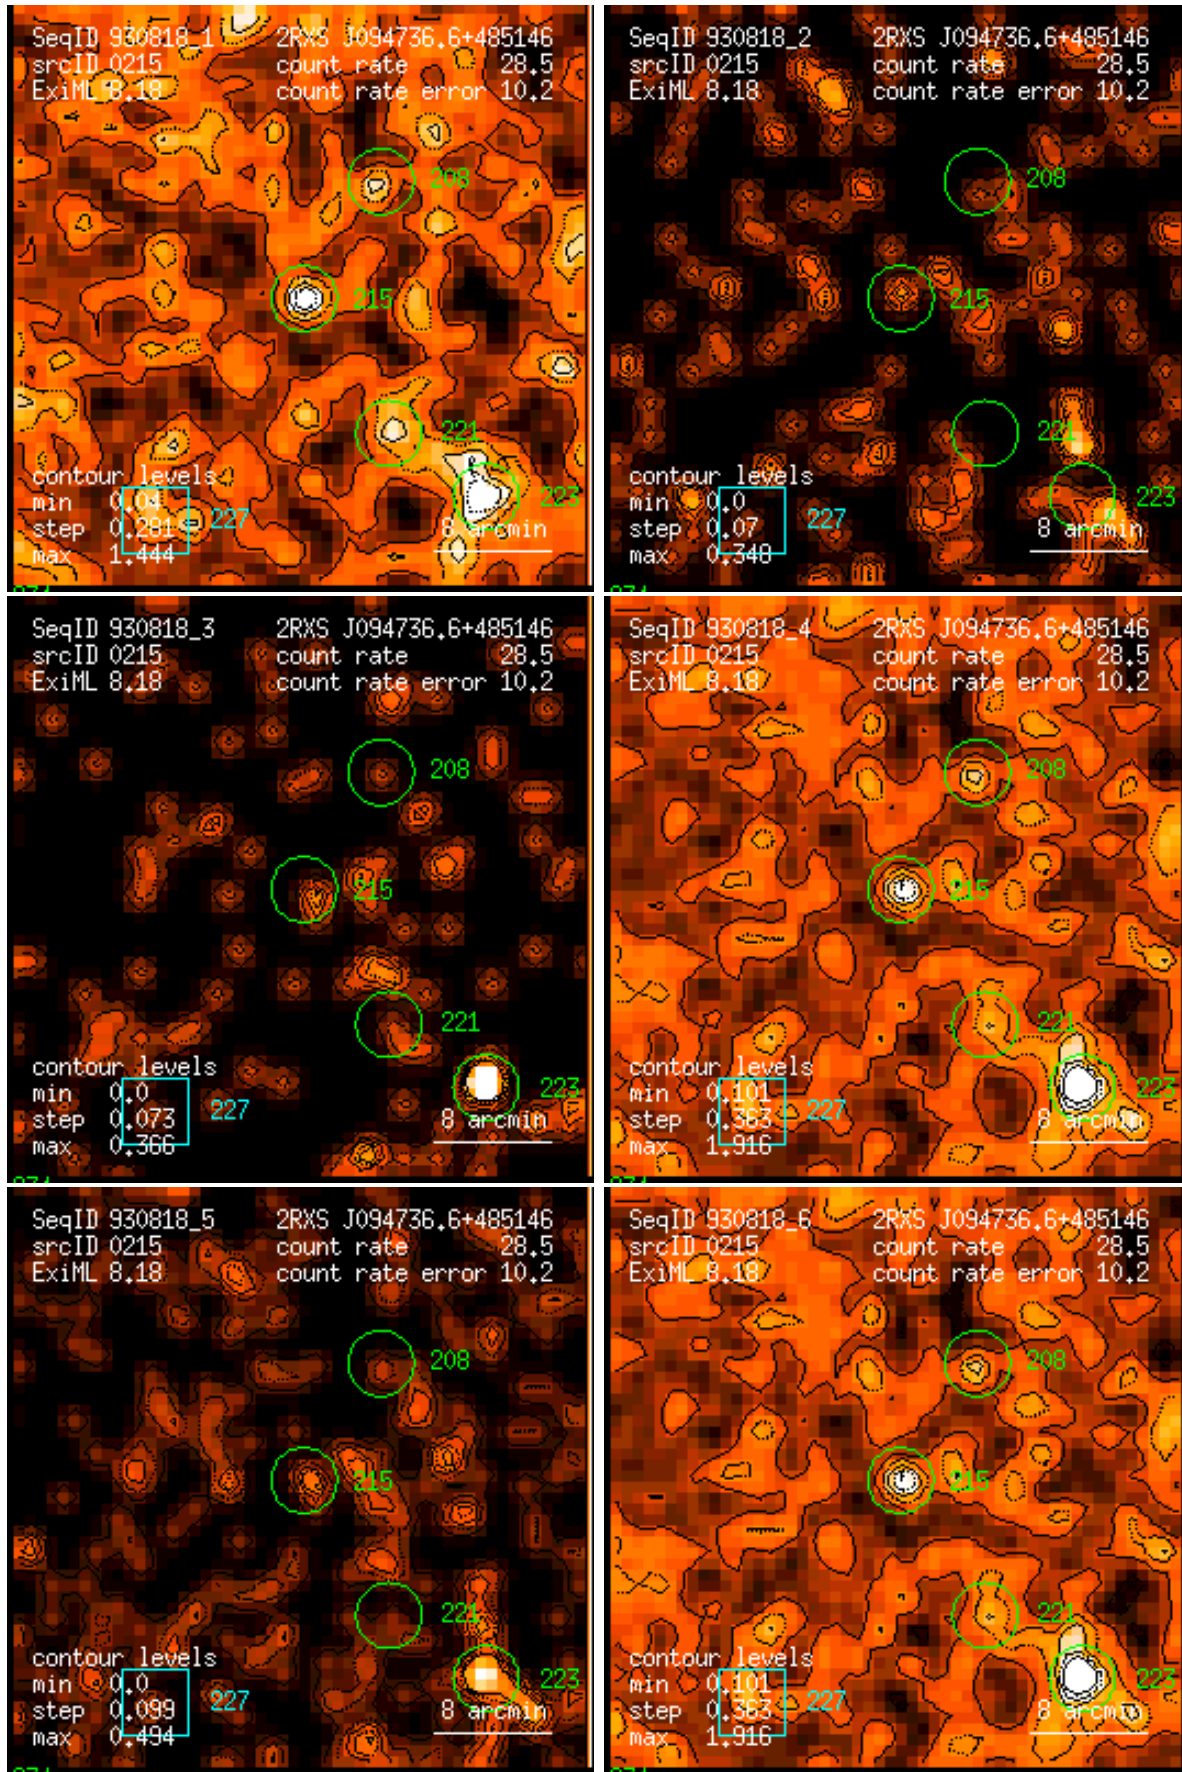 SeqID 930818_1 2RXS J094736.6+485146
srcID 0215 count rate 28.5
ExiML 8.18 count rate error 10.2
208
215
221
contour levels
min 0.04 223
step 0.281 227 8 arcmin
max 1.444
SeqID 930818_2 2RXS J094736.6+485146
srcID 0215 count rate 28.5
ExiML 8.18 count rate error 10.2
208
215
221
contour levels
min 0.0 223
step 0.07 227 8 arcmin
max 0.348
SeqID 930818_3 2RXS J094736.6+485146
srcID 0215 count rate 28.5
ExiML 8.18 count rate error 10.2
208
215
221
contour levels
min 0.0 223
step 0.073 227 8 arcmin
max 0.366
SeqID 930818_4 2RXS J094736.6+485146
srcID 0215 count rate 28.5
ExiML 8.18 count rate error 10.2
208
215
221
contour levels
min 0.101 223
step 0.363 227 8 arcmin
max 1.916
SeqID 930818_5 2RXS J094736.6+485146
srcID 0215 count rate 28.5
ExiML 8.18 count rate error 10.2
208
215
221
contour levels
min 0.0 223
step 0.099 227 8 arcmin
max 0.494
SeqID 930818_6 2RXS J094736.6+485146
srcID 0215 count rate 28.5
ExiML 8.18 count rate error 10.2
208
215
221
contour levels
min 0.101 223
step 0.363 227 8 arcmin
max 1.916